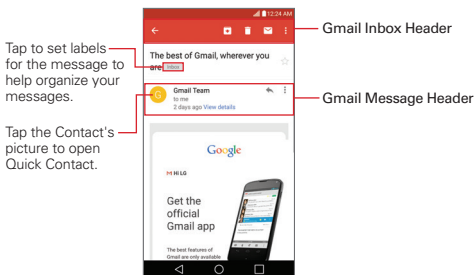 12:24 AM
Gmail Inbox Header
The best of Gmail, wherever you
are Inbox
Tap to set labels
for the message to
help organize your
messages.
G
Gmail Team
to me
2 days ago View details
Gmail Message Header
Tap the Contact's
picture to open
Quick Contact.
Google
HI LG
Get the
official
Gmail app
The best features of
Gmail are only available